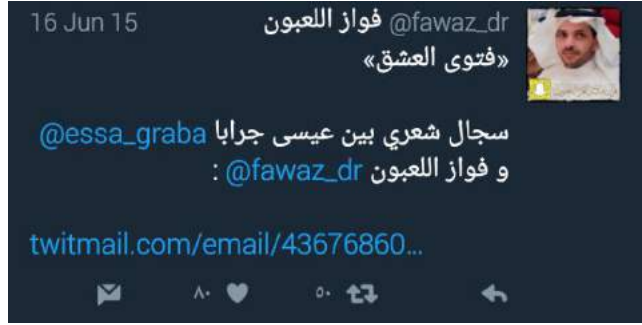 فواز اللعبون @fawaz_dr 16 Jun 15
«فتوى العشق»
سجال شعري بين عيسى جرابا @essa_graba
و فواز اللعبون @fawaz_dr :
twitmail.com/email/43676860...
٥٠ ٨٠